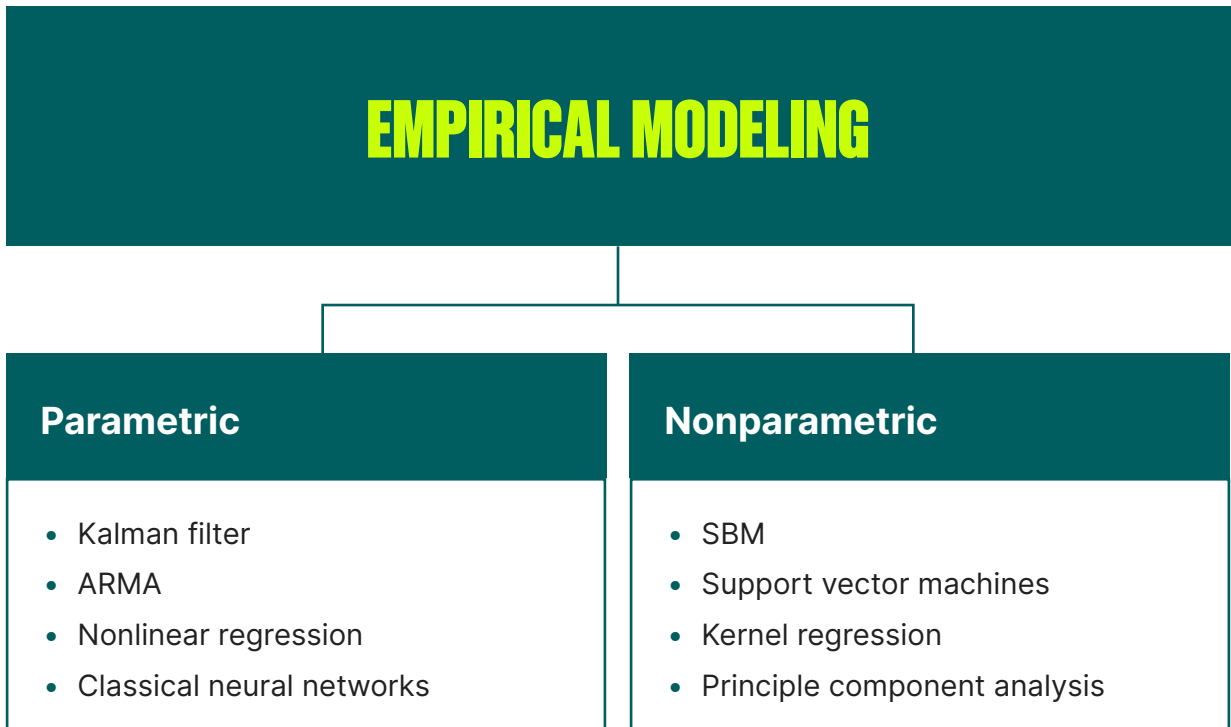 EMPIRICAL MODELING
Parametric
• Kalman filter
• ARMA
• Nonlinear regression
• Classical neural networks
Nonparametric
• SBM
• Support vector machines
• Kernel regression
• Principle component analysis